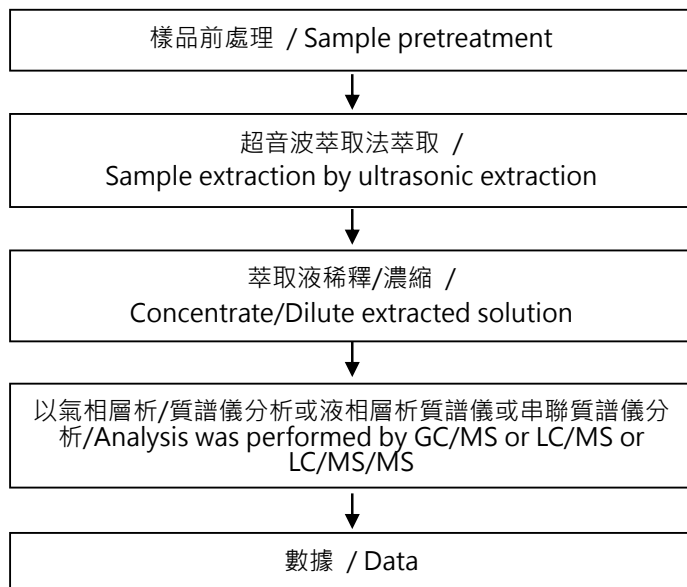 樣品前處理 / Sample pretreatment
超音波萃取法萃取 /
Sample extraction by ultrasonic extraction
萃取液稀釋/濃縮 /
Concentrate/Dilute extracted solution
以氣相層析/質譜儀分析或液相層析質譜儀或串聯質譜儀分
析/Analysis was performed by GC/MS or LC/MS or
LC/MS/MS
數據 / Data